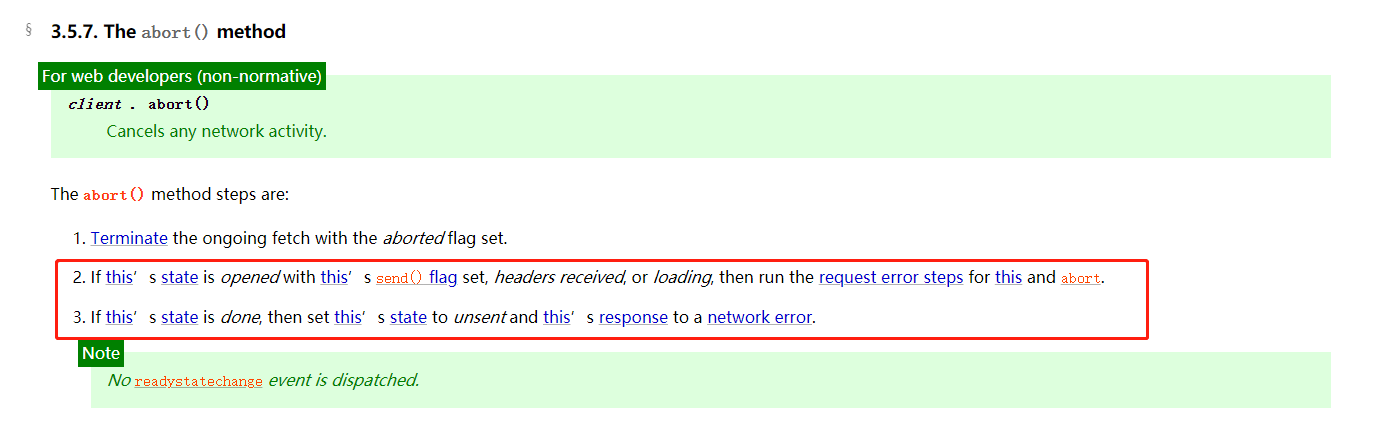 § 3.5.7. The abort() method
For web developers (non-normative)
client . abort()
Cancels any network activity.
The abort() method steps are:
1. Terminate the ongoing fetch with the aborted flag set.
2. If this’s state is opened with this’s send() flag set, headers received, or loading, then run the request error steps for this and abort.
3. If this’s state is done, then set this’s state to unsent and this’s response to a network error.
Note
No readystatechange event is dispatched.